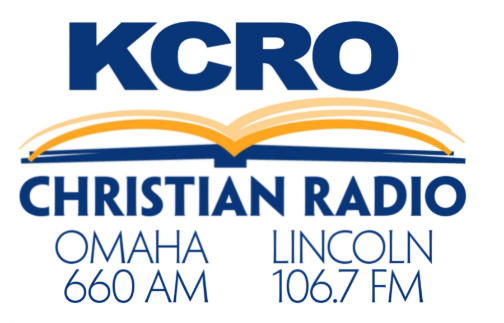 KCRO
CHRISTIAN RADIO
OMAHA LINCOLN
660 AM 106.7 FM